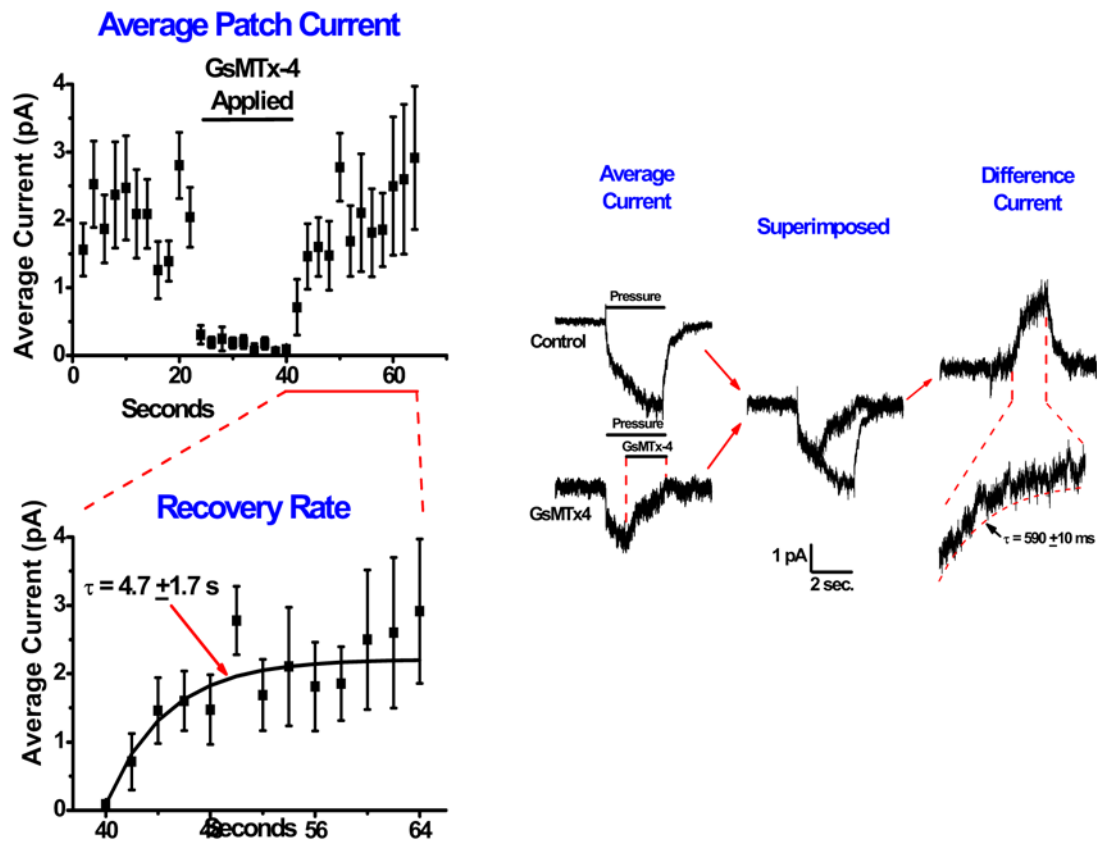 Average Patch Current
GsMTx-4
Applied
Average Current (pA)
4
3
2
1
0
0
20
40
60
Seconds
Recovery Rate
Average Current (pA)
4
3
2
1
0
τ = 4.7 ±1.7 s
40
48
56
64
Seconds
Average
Current
Pressure
Control
Pressure
GsMTx-4
GsMTx4
Superimposed
1 pA
2 sec.
Difference
Current
τ = 590 ±10 ms